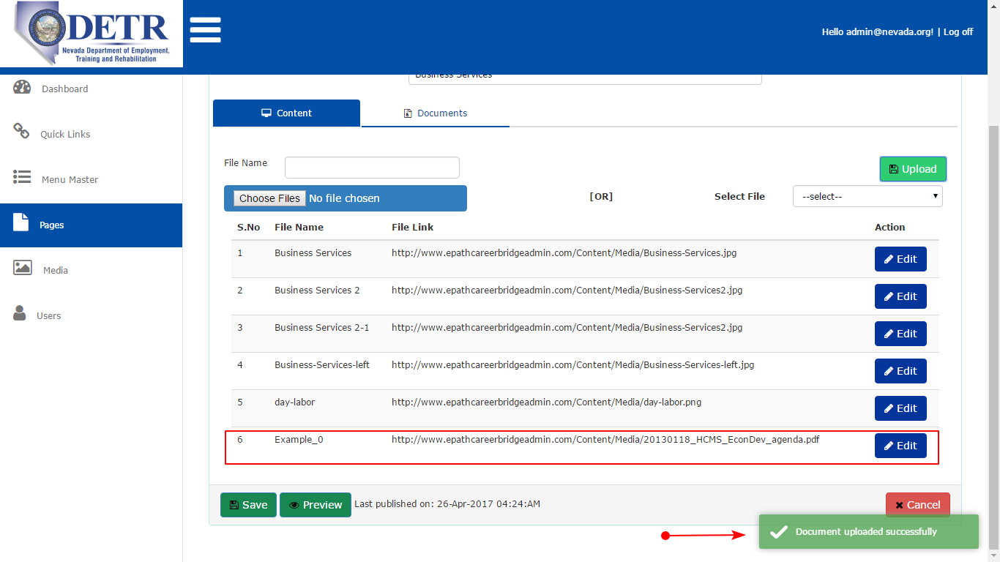 DETR
Nevada Department of Employment,
Training and Rehabilitation
Hello admin@nevada.org! | Log off
Dashboard
Quick Links
Menu Master
Pages
Media
Users
Business Services
Content
Documents
File Name
Upload
Choose Files No file chosen
[OR]
Select File
--select--
S.No File Name File Link Action
1 Business Services http://www.epathcareerbridgeadmin.com/Content/Media/Business-Services.jpg Edit
2 Business Services 2 http://www.epathcareerbridgeadmin.com/Content/Media/Business-Services2.jpg Edit
3 Business Services 2-1 http://www.epathcareerbridgeadmin.com/Content/Media/Business-Services2.jpg Edit
4 Business-Services-left http://www.epathcareerbridgeadmin.com/Content/Media/Business-Services-left.jpg Edit
5 day-labor http://www.epathcareerbridgeadmin.com/Content/Media/day-labor.png Edit
6 Example_0 http://www.epathcareerbridgeadmin.com/Content/Media/20130118_HCMS_EconDev_agenda.pdf Edit
Save Preview Last published on: 26-Apr-2017 04:24:AM Cancel
Document uploaded successfully